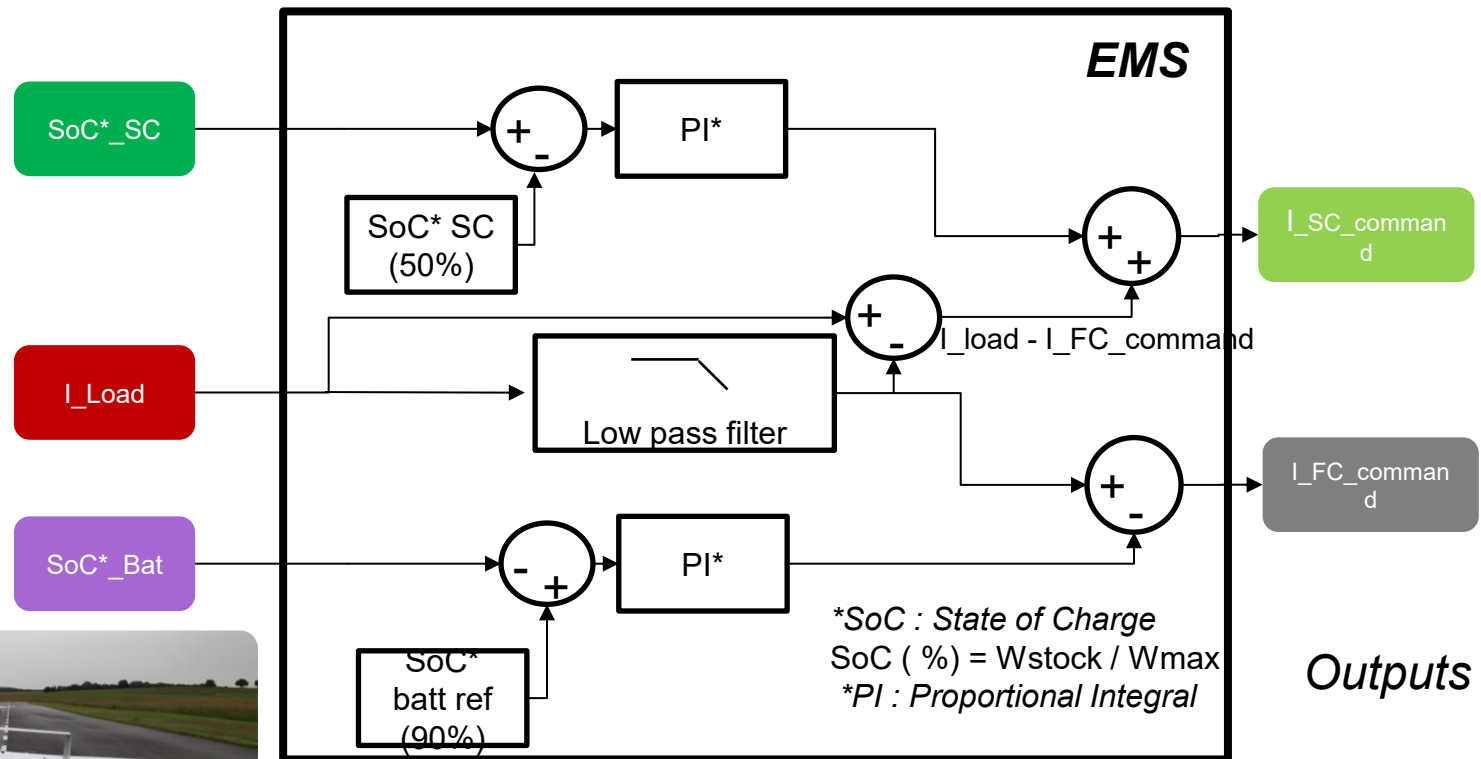 EMS
SoC*_SC
+
-
PI*
SoC* SC
(50%)
+
+
I_SC_comman
d
+
-
I_load - I_FC_command
I_Load
Low pass filter
+
-
I_FC_comman
d
SoC*_Bat
-
+
PI*
*SoC : State of Charge
SoC ( %) = Wstock / Wmax
*PI : Proportional Integral
SoC*
batt ref
(90%)
Outputs